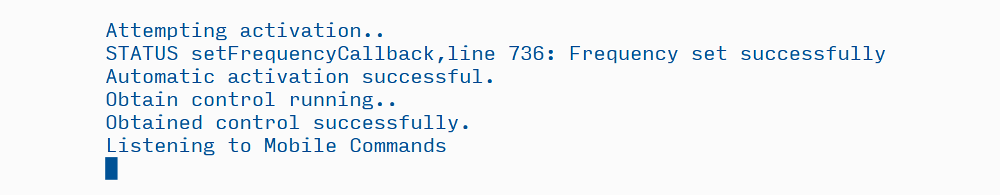 Attempting activation..
STATUS setFrequencyCallback,line 736: Frequency set successfully
Automatic activation successful.
Obtain control running..
Obtained control successfully.
Listening to Mobile Commands